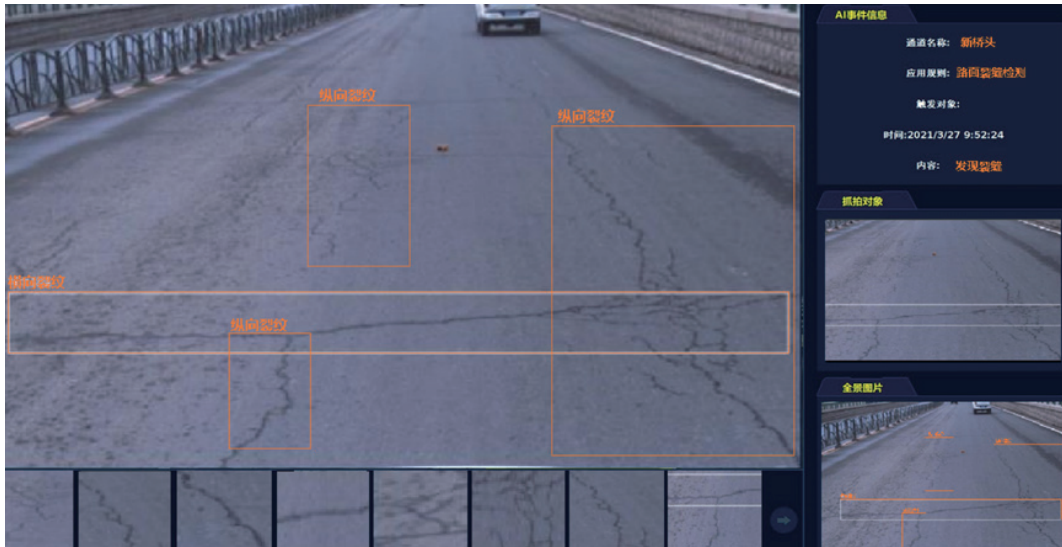 纵向裂纹
纵向裂纹
横向裂纹
纵向裂纹
AI事件信息
通道名称: 新桥头
应用规则: 路面裂缝检测
触发对象:
时间:2021/3/27 9:52:24
内容: 发现裂缝
抓拍对象
全景图片